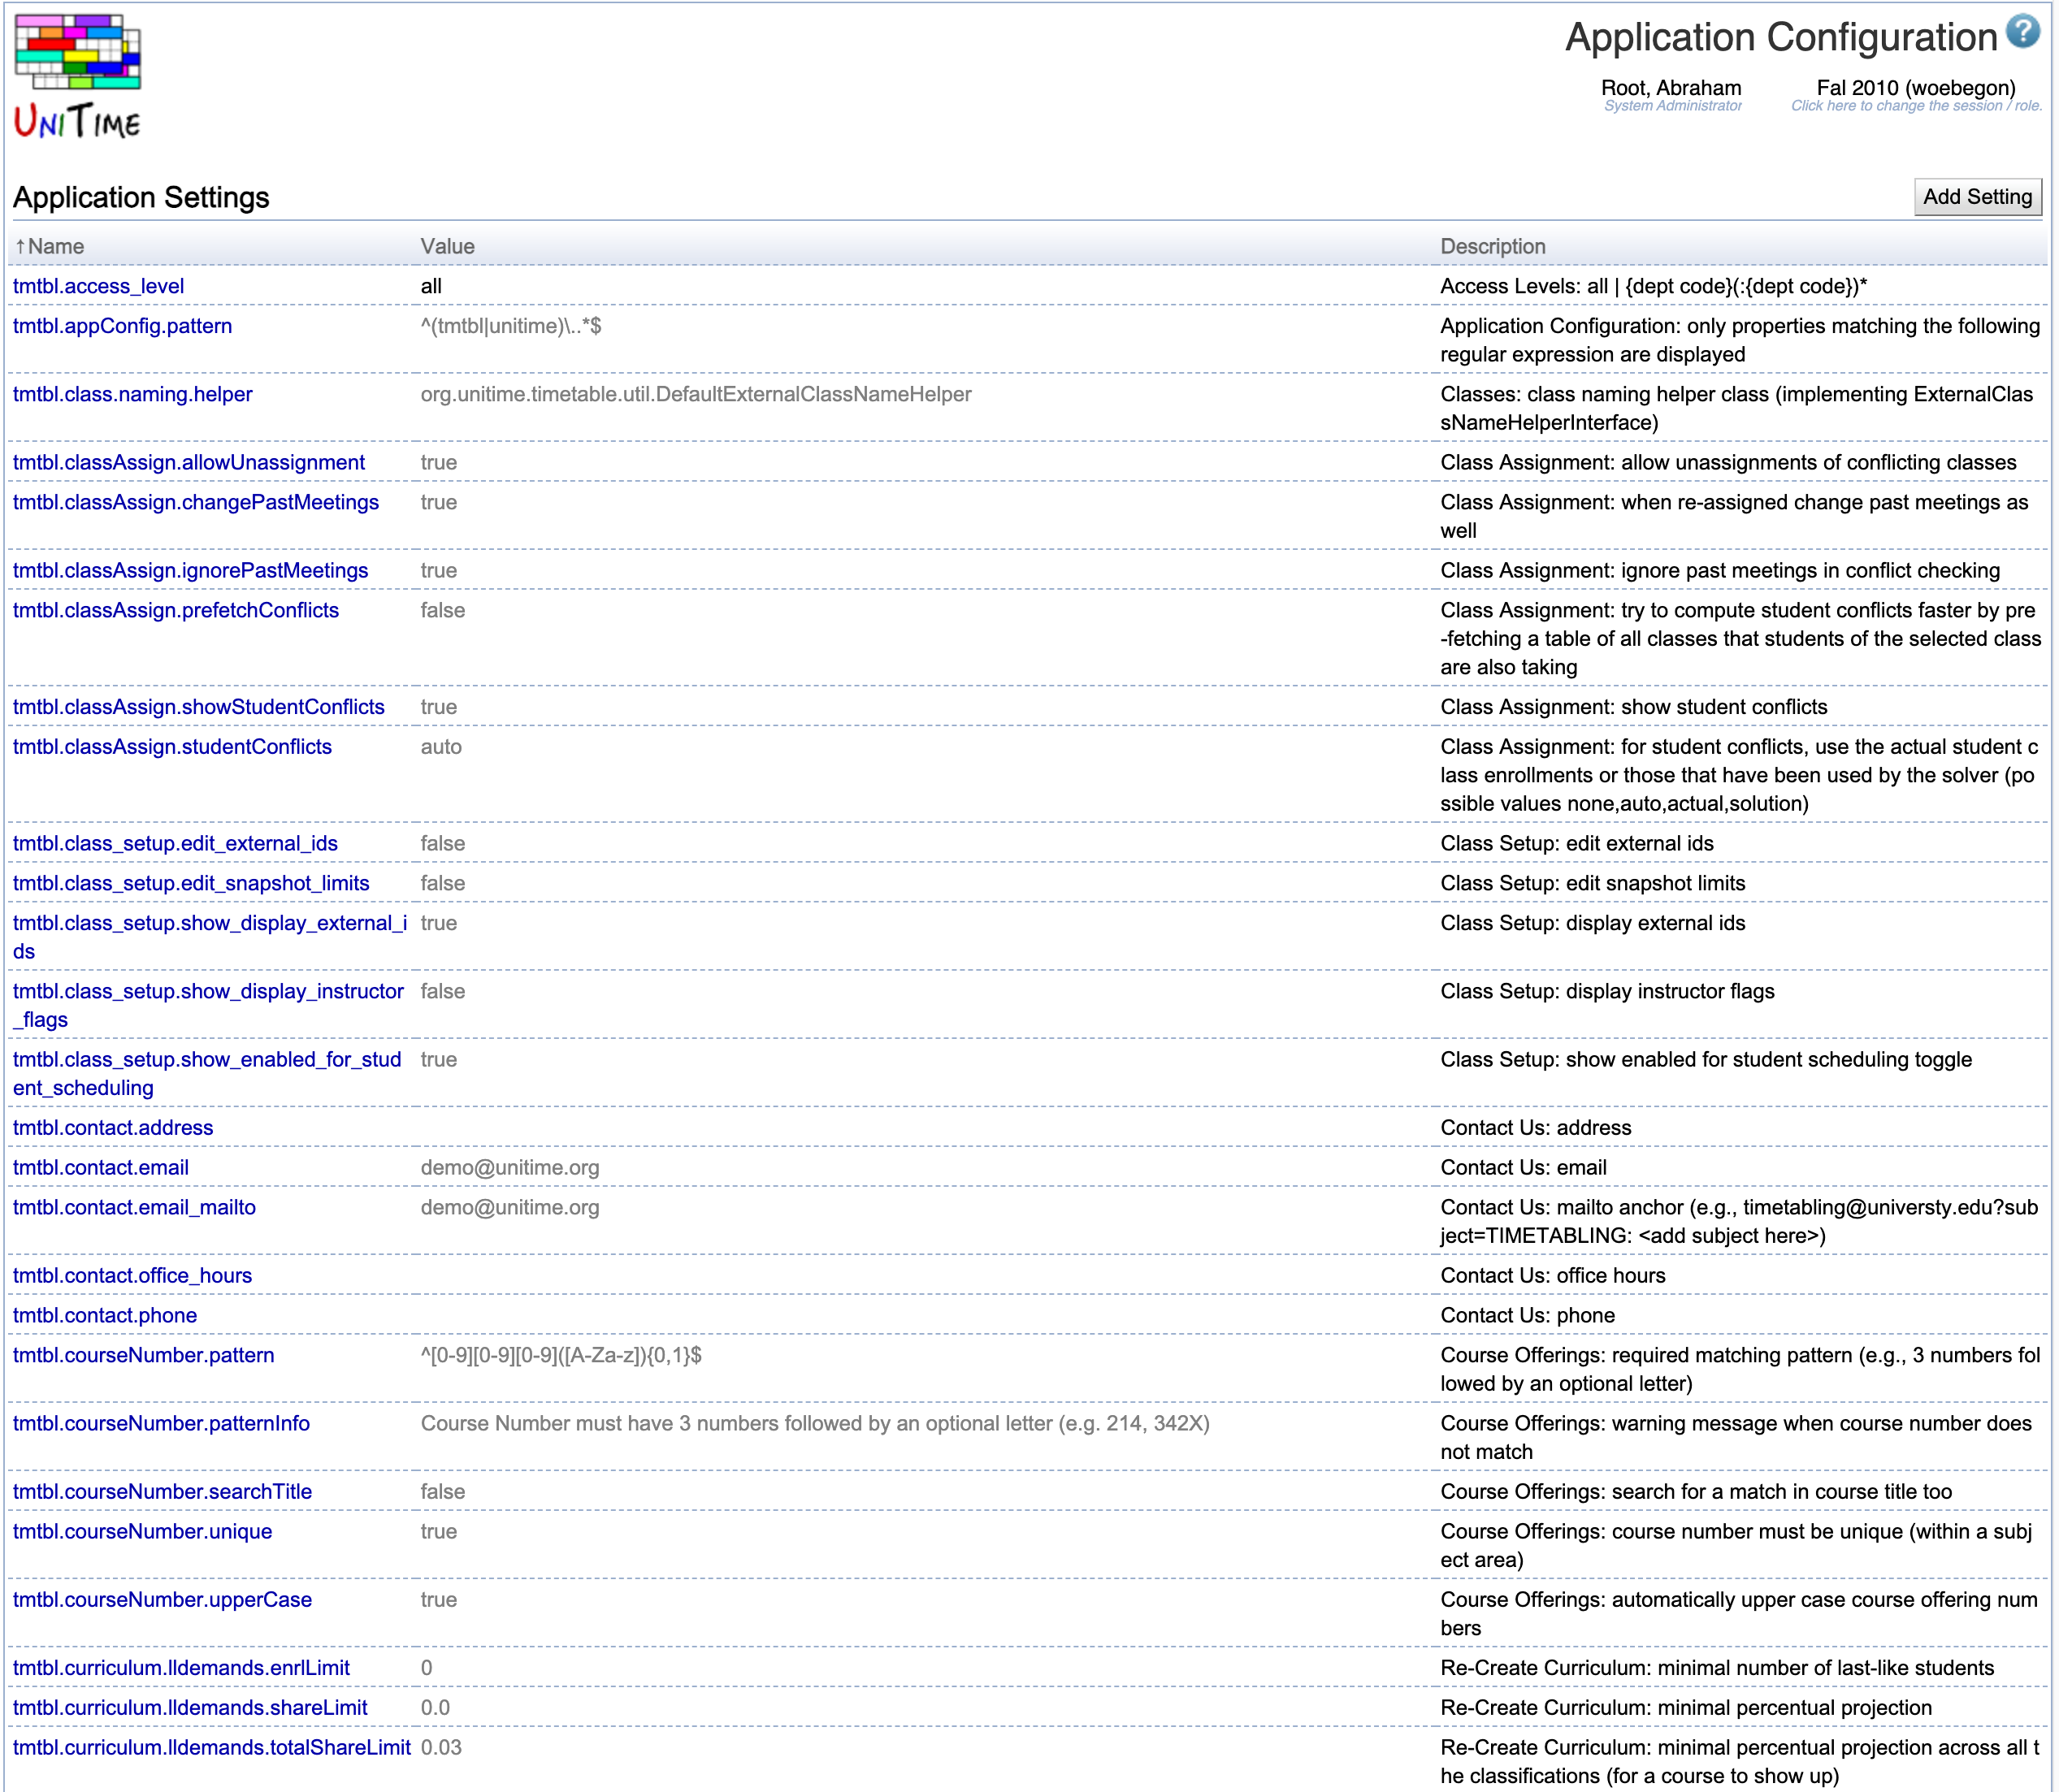 UNITIME
Application Configuration ?
Root, Abraham
System Administrator
Fal 2010 (woebegon)
Click here to change the session / role.
Application Settings
Add Setting
↑Name Value Description
tmtbl.access_level all Access Levels: all | {dept code}(:{dept code})*
tmtbl.appConfig.pattern ^(tmtbl|unitime)\..*$ Application Configuration: only properties matching the following
regular expression are displayed
tmtbl.class.naming.helper org.unitime.timetable.util.DefaultExternalClassNameHelper Classes: class naming helper class (implementing ExternalClas
sNameHelperInterface)
tmtbl.classAssign.allowUnassignment true Class Assignment: allow unassignments of conflicting classes
tmtbl.classAssign.changePastMeetings true Class Assignment: when re-assigned change past meetings as
well
tmtbl.classAssign.ignorePastMeetings true Class Assignment: ignore past meetings in conflict checking
tmtbl.classAssign.prefetchConflicts false Class Assignment: try to compute student conflicts faster by pre
-fetching a table of all classes that students of the selected class
are also taking
tmtbl.classAssign.showStudentConflicts true Class Assignment: show student conflicts
tmtbl.classAssign.studentConflicts auto Class Assignment: for student conflicts, use the actual student c
lass enrollments or those that have been used by the solver (po
ssible values none,auto,actual,solution)
tmtbl.class_setup.edit_external_ids false Class Setup: edit external ids
tmtbl.class_setup.edit_snapshot_limits false Class Setup: edit snapshot limits
tmtbl.class_setup.show_display_external_i true Class Setup: display external ids
ds
tmtbl.class_setup.show_display_instructor false Class Setup: display instructor flags
_flags
tmtbl.class_setup.show_enabled_for_stud true Class Setup: show enabled for student scheduling toggle
ent_scheduling
tmtbl.contact.address Contact Us: address
tmtbl.contact.email demo@unitime.org Contact Us: email
tmtbl.contact.email_mailto demo@unitime.org Contact Us: mailto anchor (e.g., timetabling@universty.edu?sub
ject=TIMETABLING: <add subject here>)
tmtbl.contact.office_hours Contact Us: office hours
tmtbl.contact.phone Contact Us: phone
tmtbl.courseNumber.pattern ^[0-9][0-9][0-9]([A-Za-z]){0,1}$ Course Offerings: required matching pattern (e.g., 3 numbers fol
lowed by an optional letter)
tmtbl.courseNumber.patternInfo Course Number must have 3 numbers followed by an optional letter (e.g. 214, 342X) Course Offerings: warning message when course number does
not match
tmtbl.courseNumber.searchTitle false Course Offerings: search for a match in course title too
tmtbl.courseNumber.unique true Course Offerings: course number must be unique (within a subj
ect area)
tmtbl.courseNumber.upperCase true Course Offerings: automatically upper case course offering num
bers
tmtbl.curriculum.lldemands.enrlLimit 0 Re-Create Curriculum: minimal number of last-like students
tmtbl.curriculum.lldemands.shareLimit 0.0 Re-Create Curriculum: minimal percentual projection
tmtbl.curriculum.lldemands.totalShareLimit 0.03 Re-Create Curriculum: minimal percentual projection across all t
he classifications (for a course to show up)